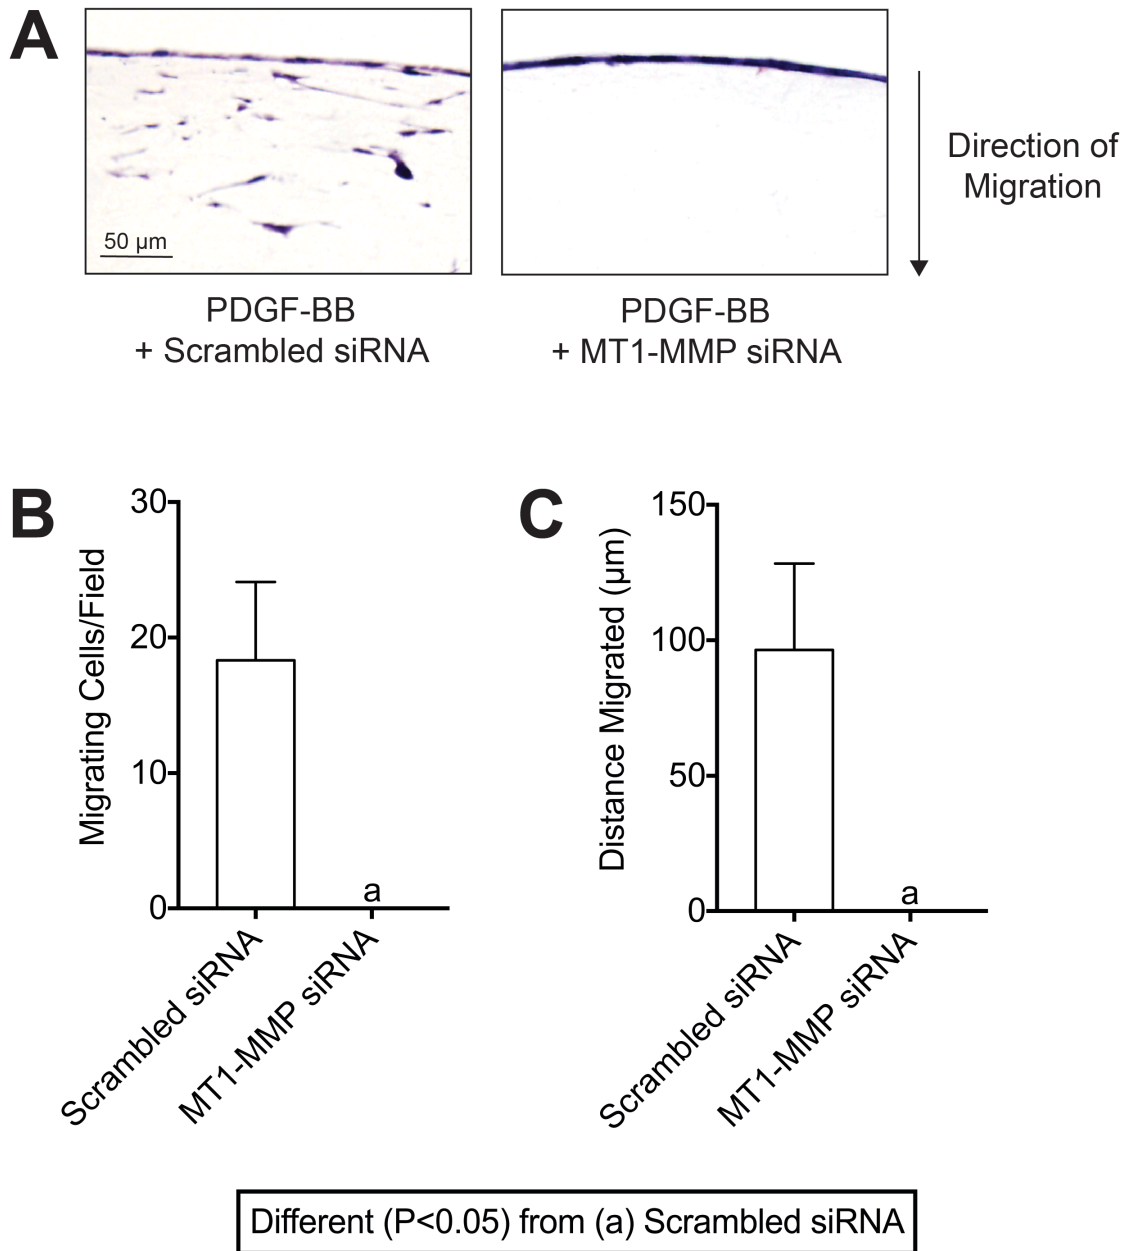 A
50 µm
Direction of
Migration
PDGF-BB
+ Scrambled siRNA
PDGF-BB
+ MT1-MMP siRNA
B
Migrating Cells/Field
30
20
10
0
a
Scrambled siRNA
MT1-MMP siRNA
C
Distance Migrated (µm)
150
100
50
0
a
Scrambled siRNA
MT1-MMP siRNA
Different (P<0.05) from (a) Scrambled siRNA